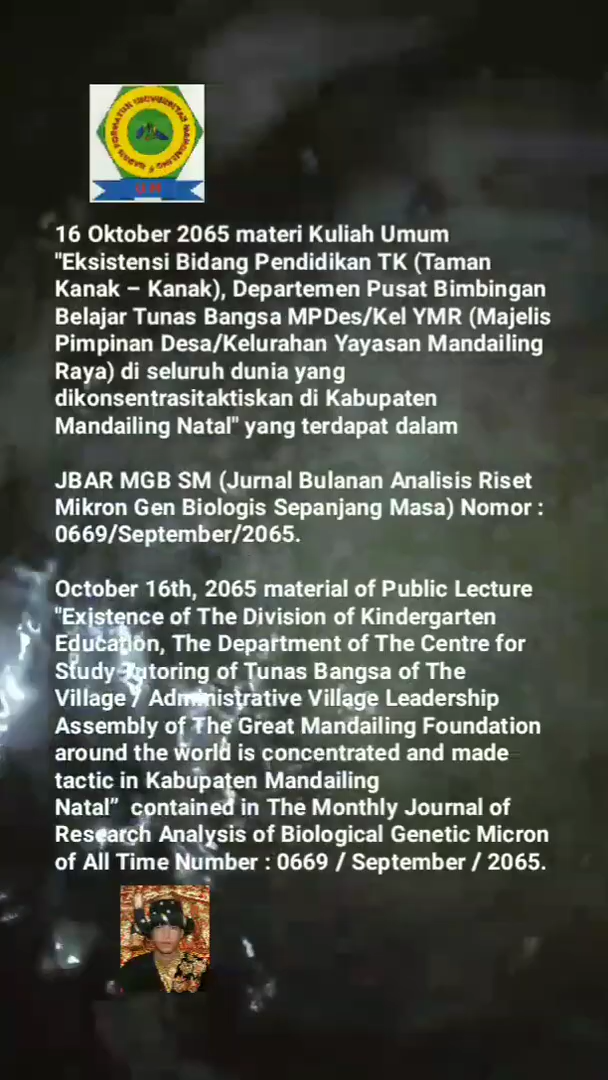 16 Oktober 2065 materi Kuliah Umum
"Eksistensi Bidang Pendidikan TK (Taman
Kanak – Kanak), Departemen Pusat Bimbingan
Belajar Tunas Bangsa MPDes/Kel YMR (Majelis
Pimpinan Desa/Kelurahan Yayasan Mandailing
Raya) di seluruh dunia yang
dikonsentrasitaktiskan di Kabupaten
Mandailing Natal" yang terdapat dalam
JBAR MGB SM (Jurnal Bulanan Analisis Riset
Mikron Gen Biologis Sepanjang Masa) Nomor :
0669/September/2065.
October 16th, 2065 material of Public Lecture
"Existence of The Division of Kindergarten
Education, The Department of The Centre for
Study Tutoring of Tunas Bangsa of The
Village / Administrative Village Leadership
Assembly of The Great Mandailing Foundation
around the world is concentrated and made
tactic in Kabupaten Mandailing
Natal” contained in The Monthly Journal of
Research Analysis of Biological Genetic Micron
of All Time Number : 0669 / September / 2065.